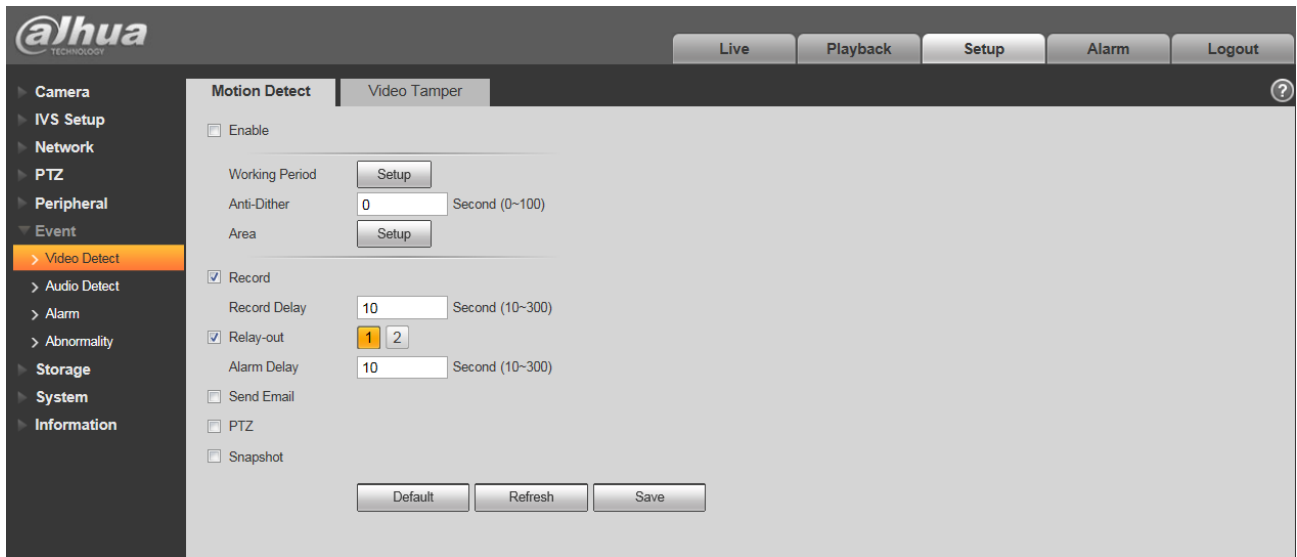 alhua
TECHNOLOGY
Live Playback Setup Alarm Logout
Camera
IVS Setup
Network
PTZ
Peripheral
Event
Video Detect
Audio Detect
Alarm
Abnormality
Storage
System
Information
Motion Detect Video Tamper ?
Enable
Working Period Setup
Anti-Dither 0 Second (0~100)
Area Setup
Record
Record Delay 10 Second (10~300)
Relay-out 1 2
Alarm Delay 10 Second (10~300)
Send Email
PTZ
Snapshot
Default Refresh Save